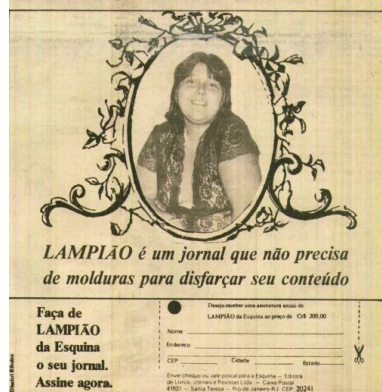 LAMPIÃO é um jornal que não precisa
de molduras para disfarçar seu conteúdo
Faça de
LAMPIÃO
da Esquina
o seu jornal.
Assine agora.
Desejo receber uma assinatura anual de
LAMPIÃO da Esquina ao preço de Cr$ 300,00
Nome
Endereço
CEP Cidade Estado
Envie cheque ou vale postal para a Esquina — Editora
de Livros, Jornais e Revistas Ltda. — Caixa Postal
41031 — Santa Teresa — Rio de Janeiro-RJ. CEP 20241